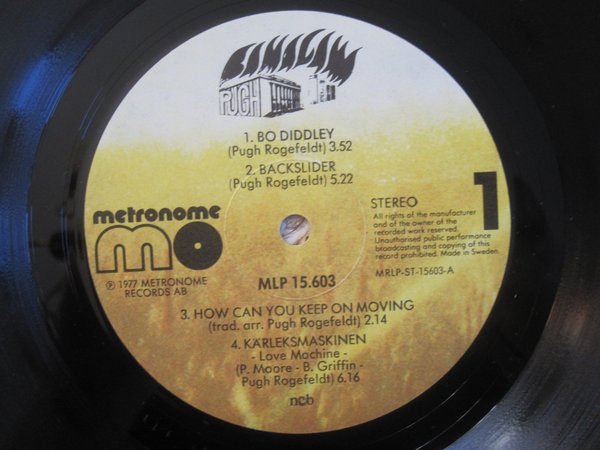 BAMALAMA
PUGH
1. BO DIDDLEY
(Pugh Rogefeldt) 3.52
2. BACKSLIDER
(Pugh Rogefeldt) 5.22
metronome
mo
℗ 1977 METRONOME
RECORDS AB
STEREO
1
All rights of the manufacturer
and of the owner of the
recorded work reserved.
Unauthorised public performance
broadcasting and copying of this
record prohibited. Made in Sweden.
MRLP-ST-15603-A
MLP 15.603
3. HOW CAN YOU KEEP ON MOVING
(trad. arr. Pugh Rogefeldt) 2.14
4. KÄRLEKSMASKINEN
- Love Machine -
(P. Moore - B. Griffin -
Pugh Rogefeldt) 6.16
ncb